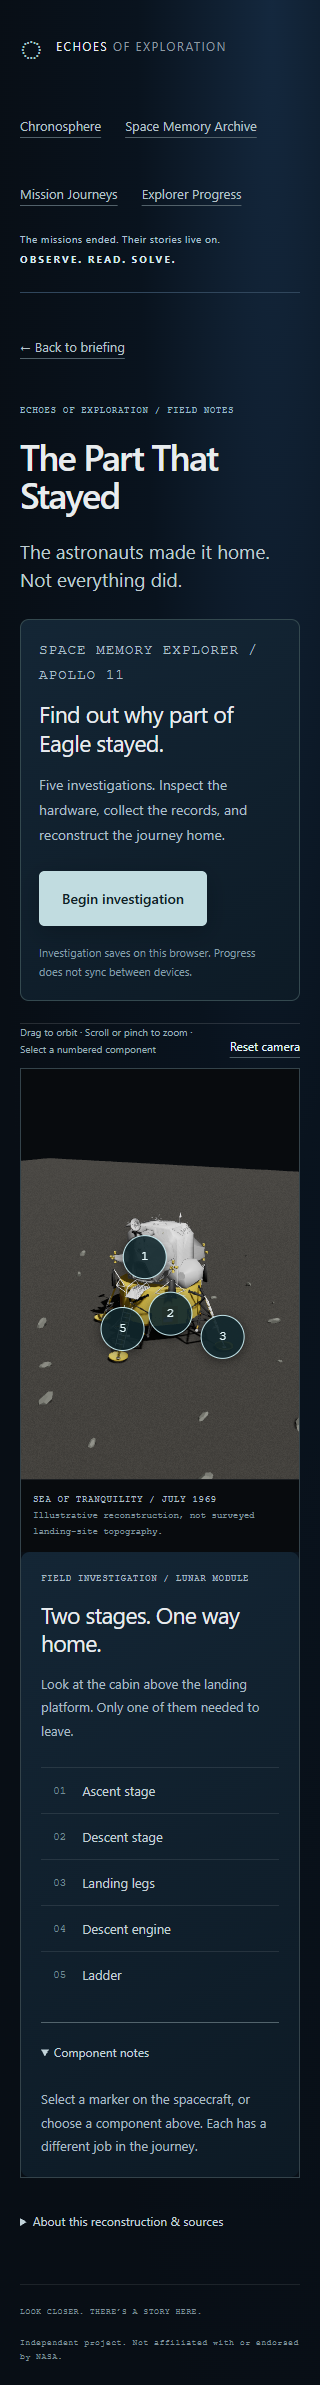 ECHOES OF EXPLORATION
Chronosphere Space Memory Archive
Mission Journeys Explorer Progress
The missions ended. Their stories live on.
OBSERVE. READ. SOLVE.
← Back to briefing
ECHOES OF EXPLORATION / FIELD NOTES
The Part That
Stayed
The astronauts made it home.
Not everything did.
SPACE MEMORY EXPLORER /
APOLLO 11
Find out why part of
Eagle stayed.
Five investigations. Inspect the
hardware, collect the records, and
reconstruct the journey home.
Begin investigation
Investigation saves on this browser. Progress
does not sync between devices.
Drag to orbit · Scroll or pinch to zoom ·
Select a numbered component
Reset camera
1
2
5
3
SEA OF TRANQUILITY / JULY 1969
Illustrative reconstruction, not surveyed
landing-site topography.
FIELD INVESTIGATION / LUNAR MODULE
Two stages. One way
home.
Look at the cabin above the landing
platform. Only one of them needed to
leave.
01 Ascent stage
02 Descent stage
03 Landing legs
04 Descent engine
05 Ladder
▼ Component notes
Select a marker on the spacecraft, or
choose a component above. Each has a
different job in the journey.
▶ About this reconstruction & sources
LOOK CLOSER. THERE'S A STORY HERE.
Independent project. Not affiliated with or endorsed
by NASA.